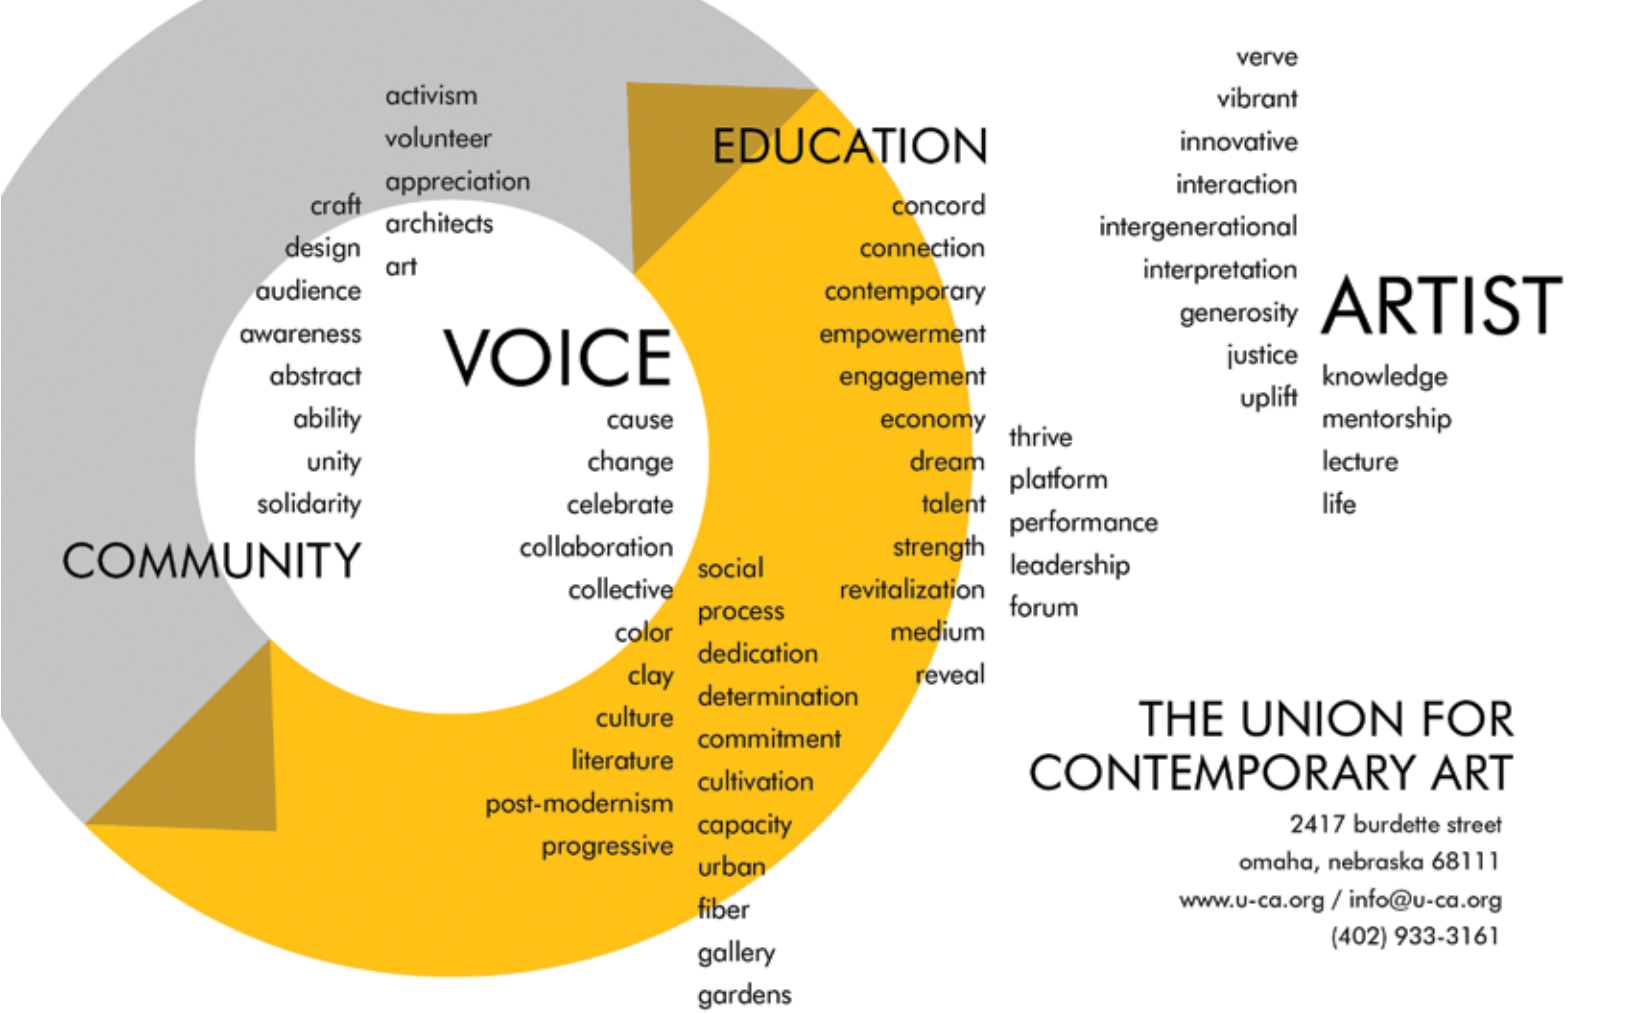 activism
volunteer
appreciation
architects
art
craft
design
audience
awareness
abstract
ability
unity
solidarity
COMMUNITY
VOICE
cause
change
celebrate
collaboration
collective
color
clay
culture
literature
post-modernism
progressive
social
process
dedication
determination
commitment
cultivation
capacity
urban
fiber
gallery
gardens
EDUCATION
concord
connection
contemporary
empowerment
engagement
economy
dream
talent
strength
revitalization
medium
reveal
thrive
platform
performance
leadership
forum
verve
vibrant
innovative
interaction
intergenerational
interpretation
generosity
justice
uplift
ARTIST
knowledge
mentorship
lecture
life
THE UNION FOR
CONTEMPORARY ART
2417 burdette street
omaha, nebraska 68111
www.u-ca.org / info@u-ca.org
(402) 933-3161